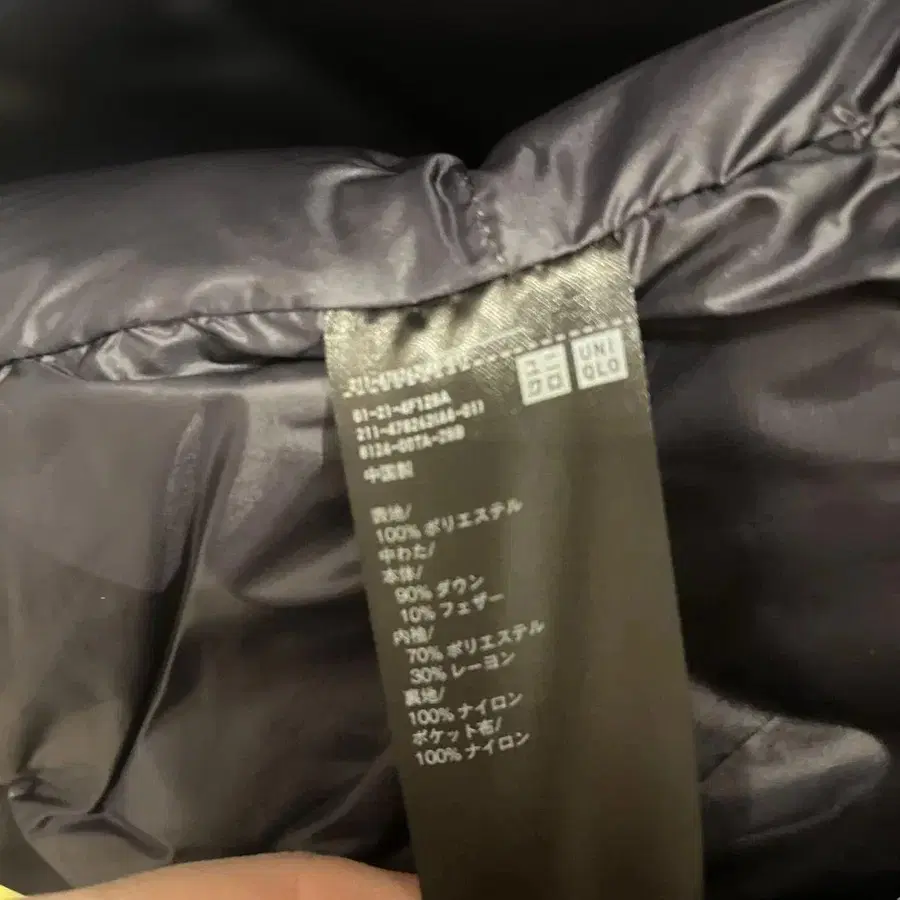 ユニクロ
UNIQLO
中国製
表地/
100% ポリエステル
中わた/
本体/
90% ダウン
10% フェザー
内袖/
70% ポリエステル
30% レーヨン
裏地/
100% ナイロン
ポケット布/
100% ナイロン